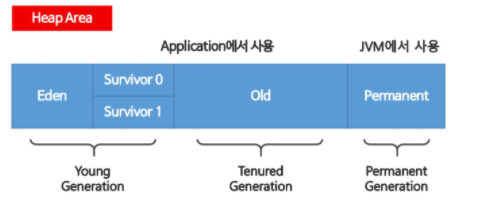 Heap Area
Application에서 사용
JVM에서 사용
Eden
Survivor 0
Survivor 1
Old
Permanent
Young
Generation
Tenured
Generation
Permanent
Generation